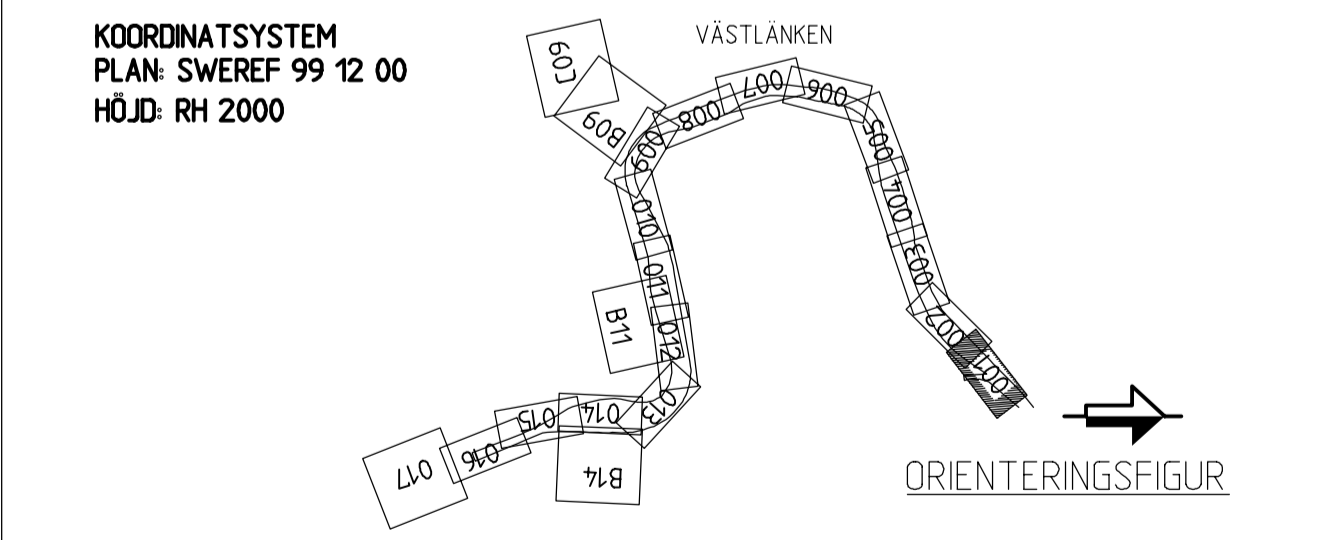 KOORDINATSYSTEM
PLAN: SWEREF 99 12 00
HÖJD: RH 2000
VÄSTLÄNKEN
C09
B09
009
008
007
006
005
004
003
002
001
010
011
B11
012
013
014
B14
015
016
017
ORIENTERINGSFIGUR